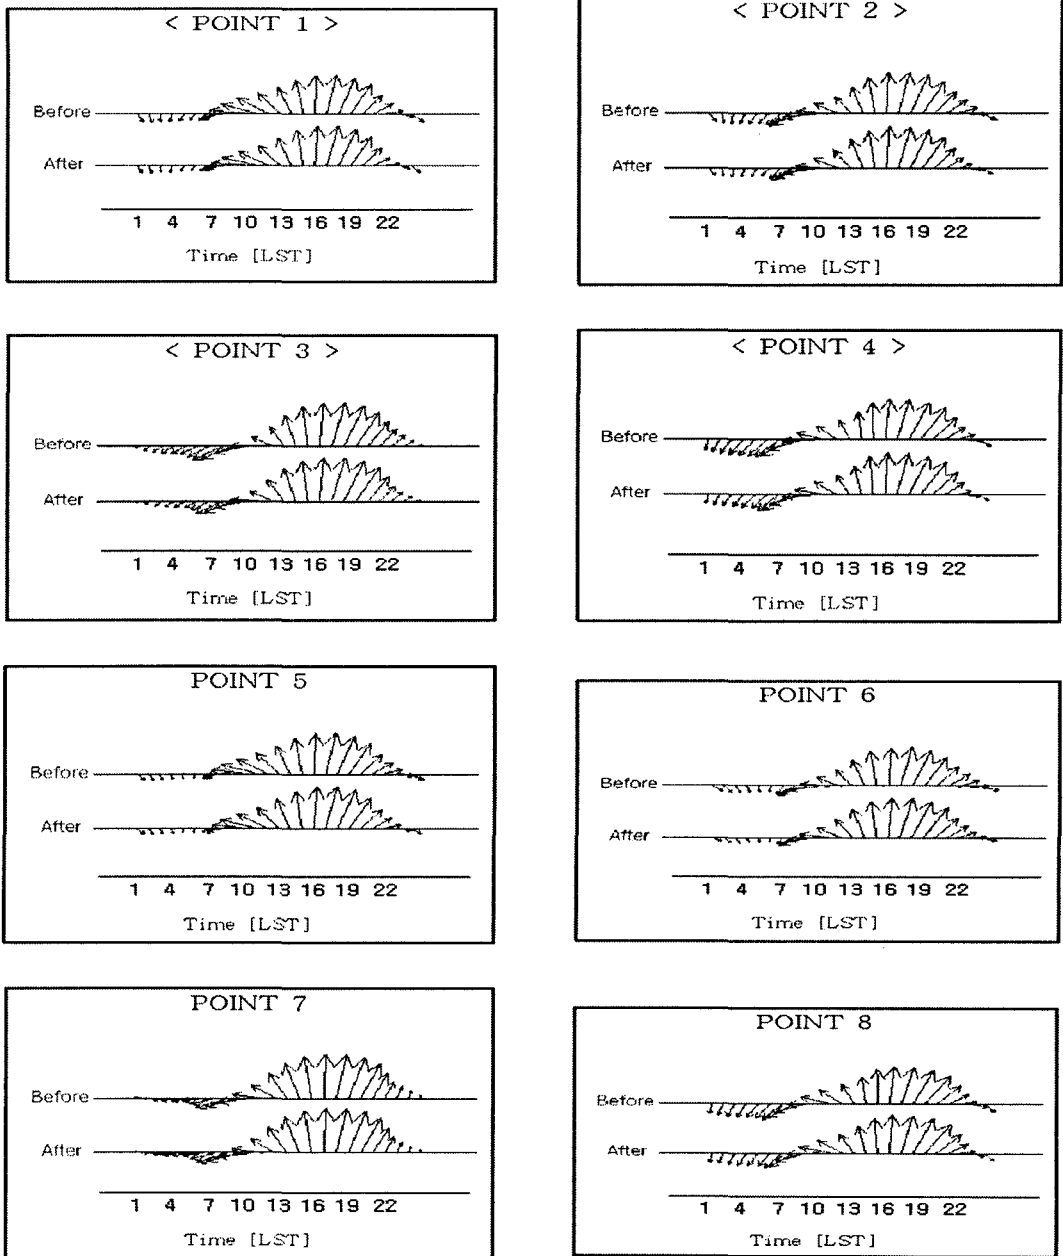 < POINT 1 >
Before
After
1 4 7 10 13 16 19 22
Time [LST]
< POINT 2 >
Before
After
1 4 7 10 13 16 19 22
Time [LST]
< POINT 3 >
Before
After
1 4 7 10 13 16 19 22
Time [LST]
< POINT 4 >
Before
After
1 4 7 10 13 16 19 22
Time [LST]
POINT 5
Before
After
1 4 7 10 13 16 19 22
Time [LST]
POINT 6
Before
After
1 4 7 10 13 16 19 22
Time [LST]
POINT 7
Before
After
1 4 7 10 13 16 19 22
Time [LST]
POINT 8
Before
After
1 4 7 10 13 16 19 22
Time [LST]